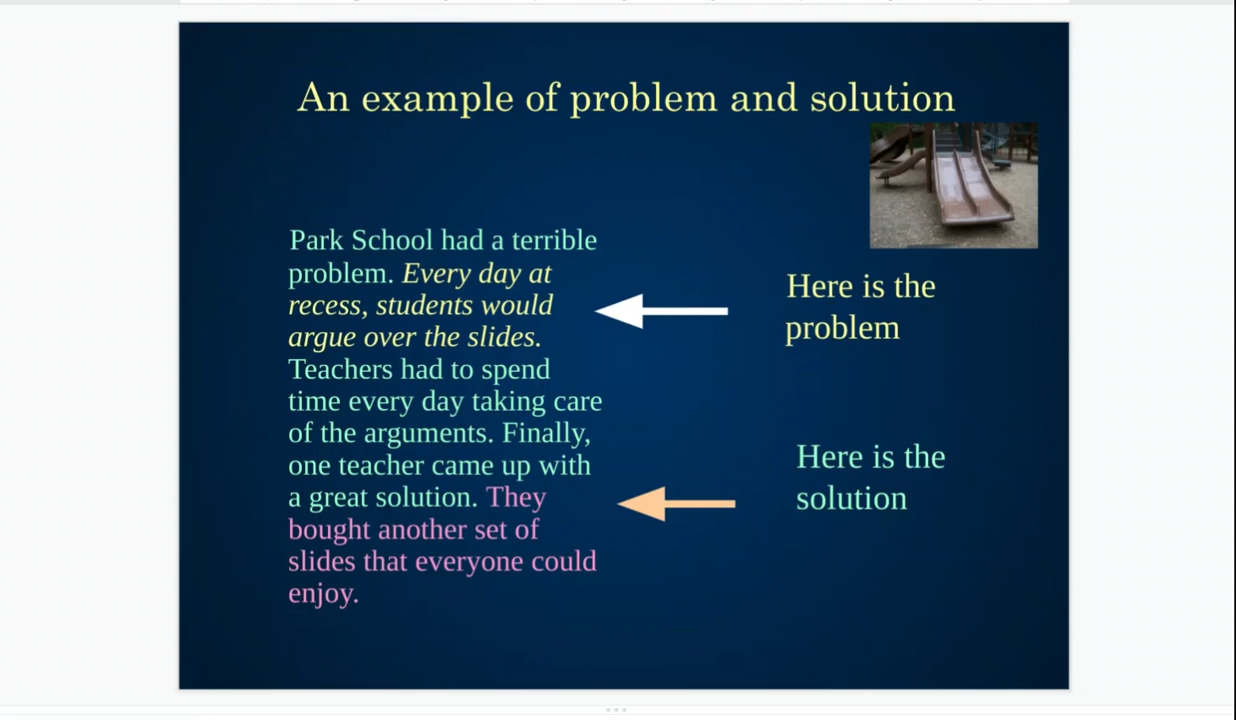 An example of problem and solution
Park School had a terrible
problem. Every day at
recess, students would
argue over the slides.
Teachers had to spend
time every day taking care
of the arguments. Finally,
one teacher came up with
a great solution. They
bought another set of
slides that everyone could
enjoy.
Here is the
problem
Here is the
solution